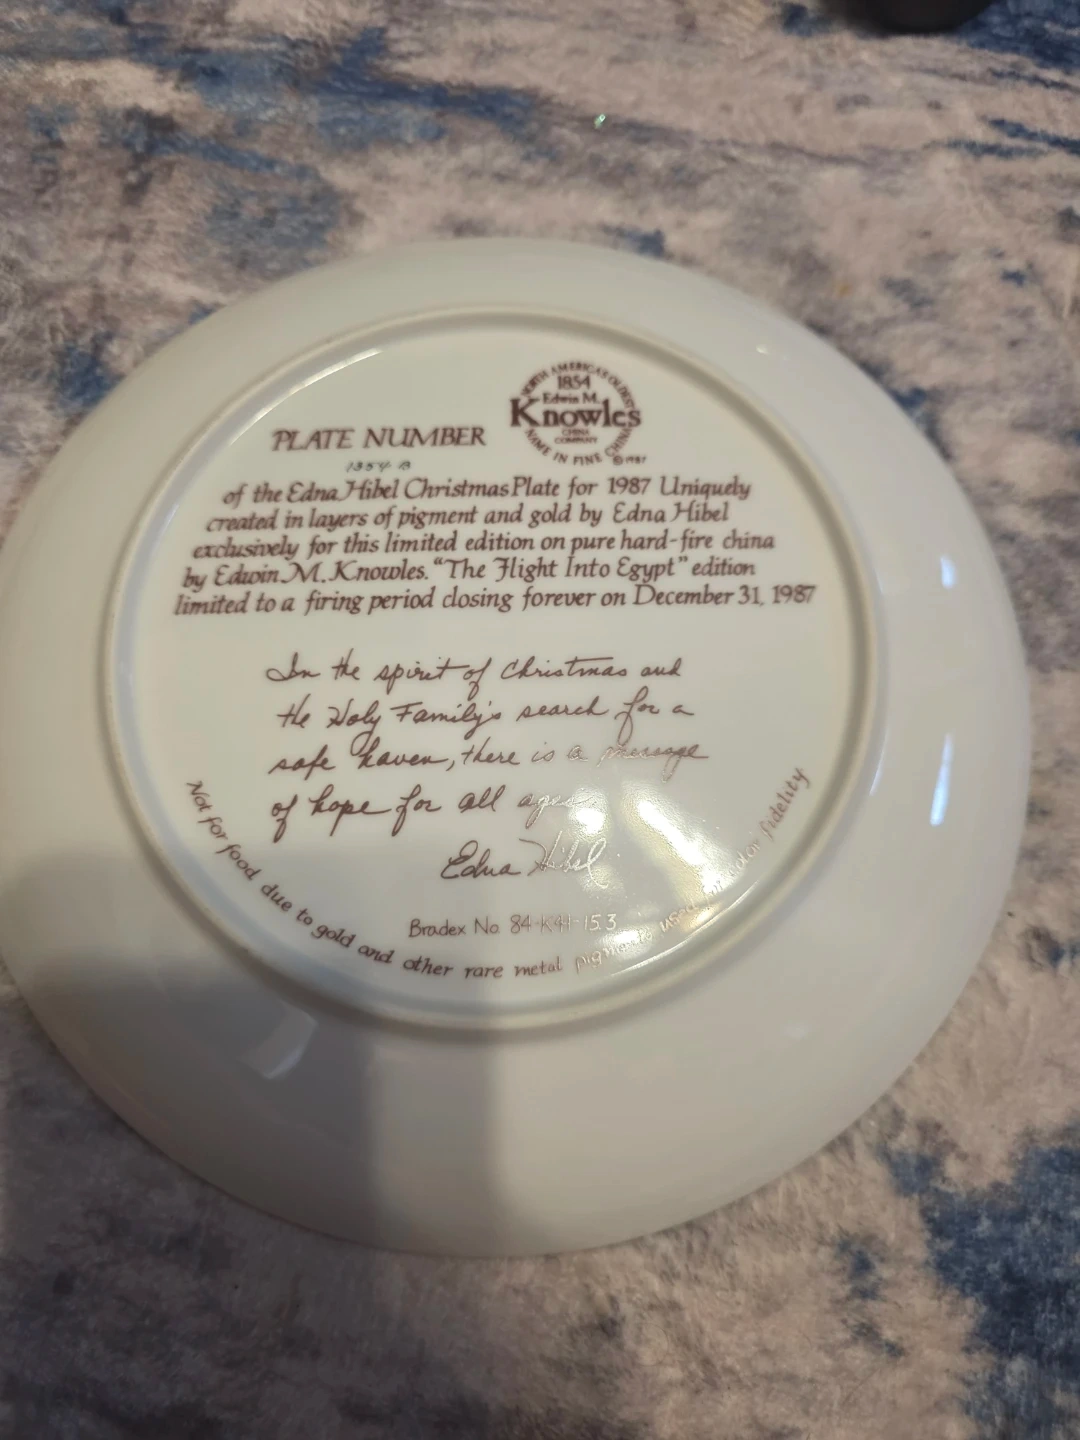 NORTH AMERICA'S OLDEST
1854
Edwin M.
Knowles
CHINA
COMPANY
NAME IN FINE CHINA
© 1987
PLATE NUMBER
1354 B
of the Edna Hibel Christmas Plate for 1987 Uniquely
created in layers of pigment and gold by Edna Hibel
exclusively for this limited edition on pure hard-fire china
by Edwin M. Knowles. "The Flight Into Egypt" edition
limited to a firing period closing forever on December 31, 1987
In the spirit of Christmas and
the Holy Family's search for a
safe haven, there is a message
of hope for all ages
Edna Hibel
Bradex No. 84-K41-15.3
Not for food, due to gold and other rare metal pigments used for color fidelity